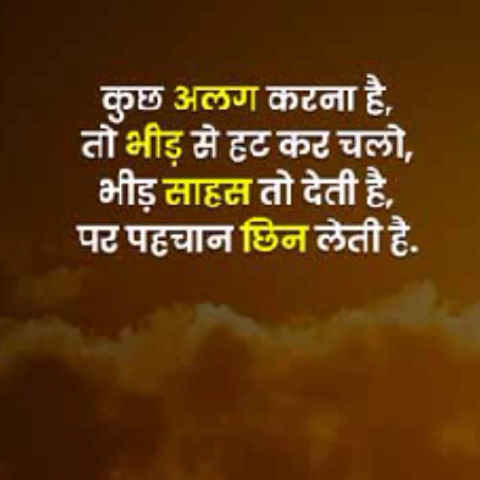 कुछ अलग करना है,
तो भीड़ से हट कर चलो,
भीड़ साहस तो देती है,
पर पहचान छिन लेती है.